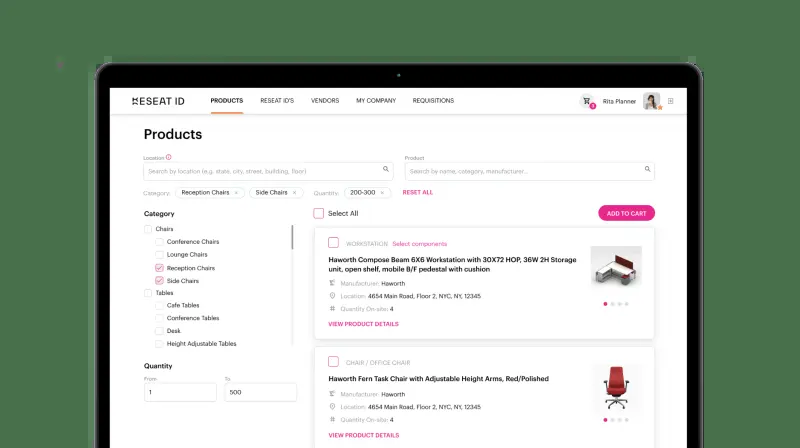 RESEAT ID
PRODUCTS
RESEAT ID'S
VENDORS
MY COMPANY
REQUISITIONS
Rita Planner
Products
Location
Product
Search by location (e.g. state, city, street, building, floor)
Search by name, category, manufacturer...
Category:
Reception Chairs ×
Side Chairs ×
Quantity:
200-300 ×
RESET ALL
Category
Chairs
Conference Chairs
Lounge Chairs
Reception Chairs
Side Chairs
Tables
Cafe Tables
Conference Tables
Desk
Height Adjustable Tables
Quantity
From:
To:
1
500
Select All
ADD TO CART
WORKSTATION Select components
Haworth Compose Beam 6X6 Workstation with 30X72 HOP, 36W 2H Storage
unit, open shelf, mobile B/F pedestal with cushion
Manufacturer: Haworth
Location: 4654 Main Road, Floor 2, NYC, NY, 12345
# Quantity On-site: 4
VIEW PRODUCT DETAILS
CHAIR / OFFICE CHAIR
Haworth Fern Task Chair with Adjustable Height Arms, Red/Polished
Manufacturer: Haworth
Location: 4654 Main Road, Floor 2, NYC, NY, 12345
# Quantity On-site: 4
VIEW PRODUCT DETAILS